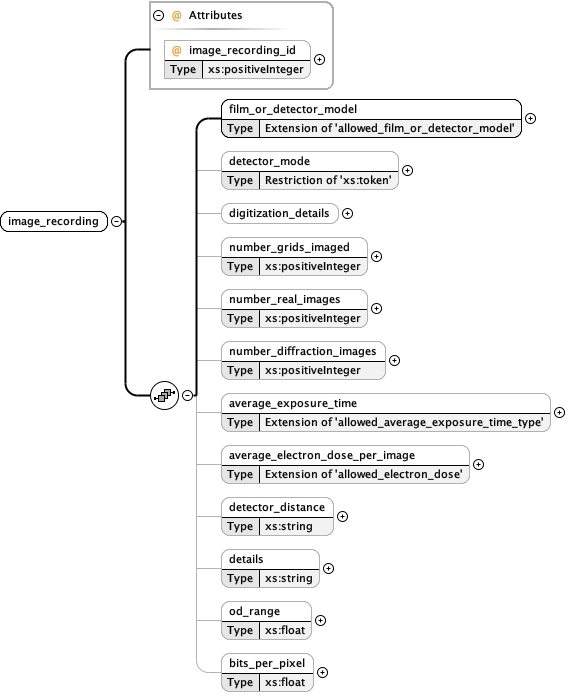 @ Attributes
@ image_recording_id
Type xs:positiveInteger
film_or_detector_model
Type Extension of 'allowed_film_or_detector_model'
detector_mode
Type Restriction of 'xs:token'
digitization_details
image_recording
number_grids_imaged
Type xs:positiveInteger
number_real_images
Type xs:positiveInteger
number_diffraction_images
Type xs:positiveInteger
average_exposure_time
Type Extension of 'allowed_average_exposure_time_type'
average_electron_dose_per_image
Type Extension of 'allowed_electron_dose'
detector_distance
Type xs:string
details
Type xs:string
od_range
Type xs:float
bits_per_pixel
Type xs:float